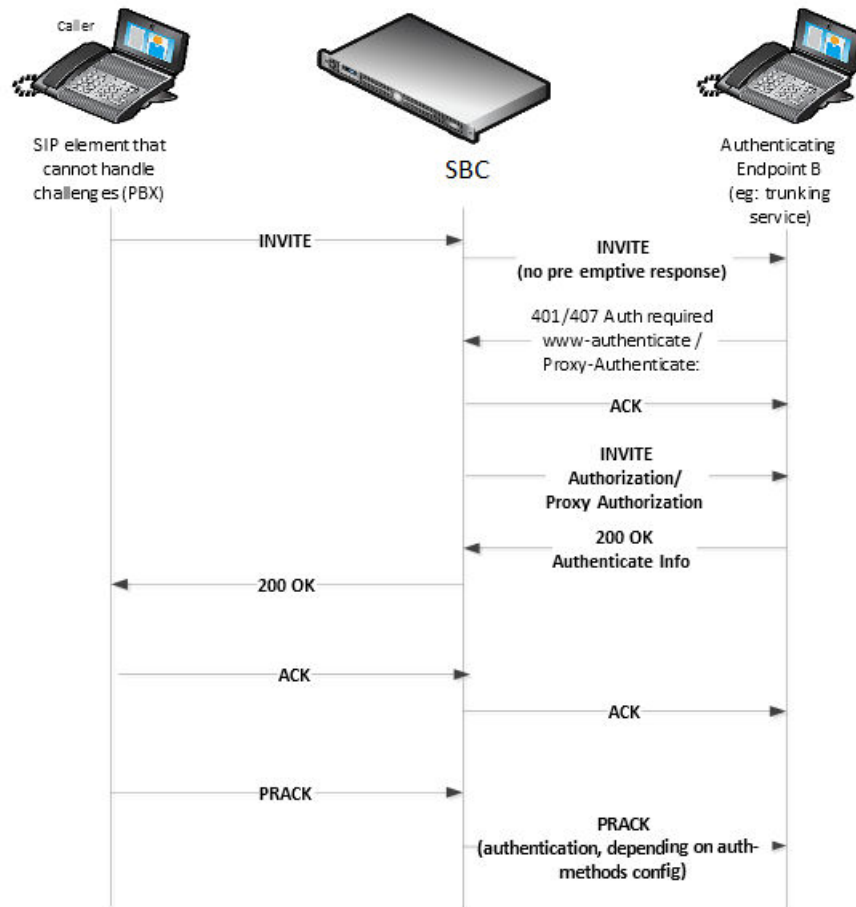 Caller
SIP element that
cannot handle
challenges (PBX)
SBC
Authenticating
Endpoint B
(eg: trunking
service)
INVITE
INVITE
(no pre emptive response)
401/407 Auth required
www-authenticate /
Proxy-Authenticate:
ACK
INVITE
Authorization/
Proxy Authorization
200 OK
Authenticate Info
200 OK
ACK
ACK
PRACK
PRACK
(authentication, depending on auth-
methods config)